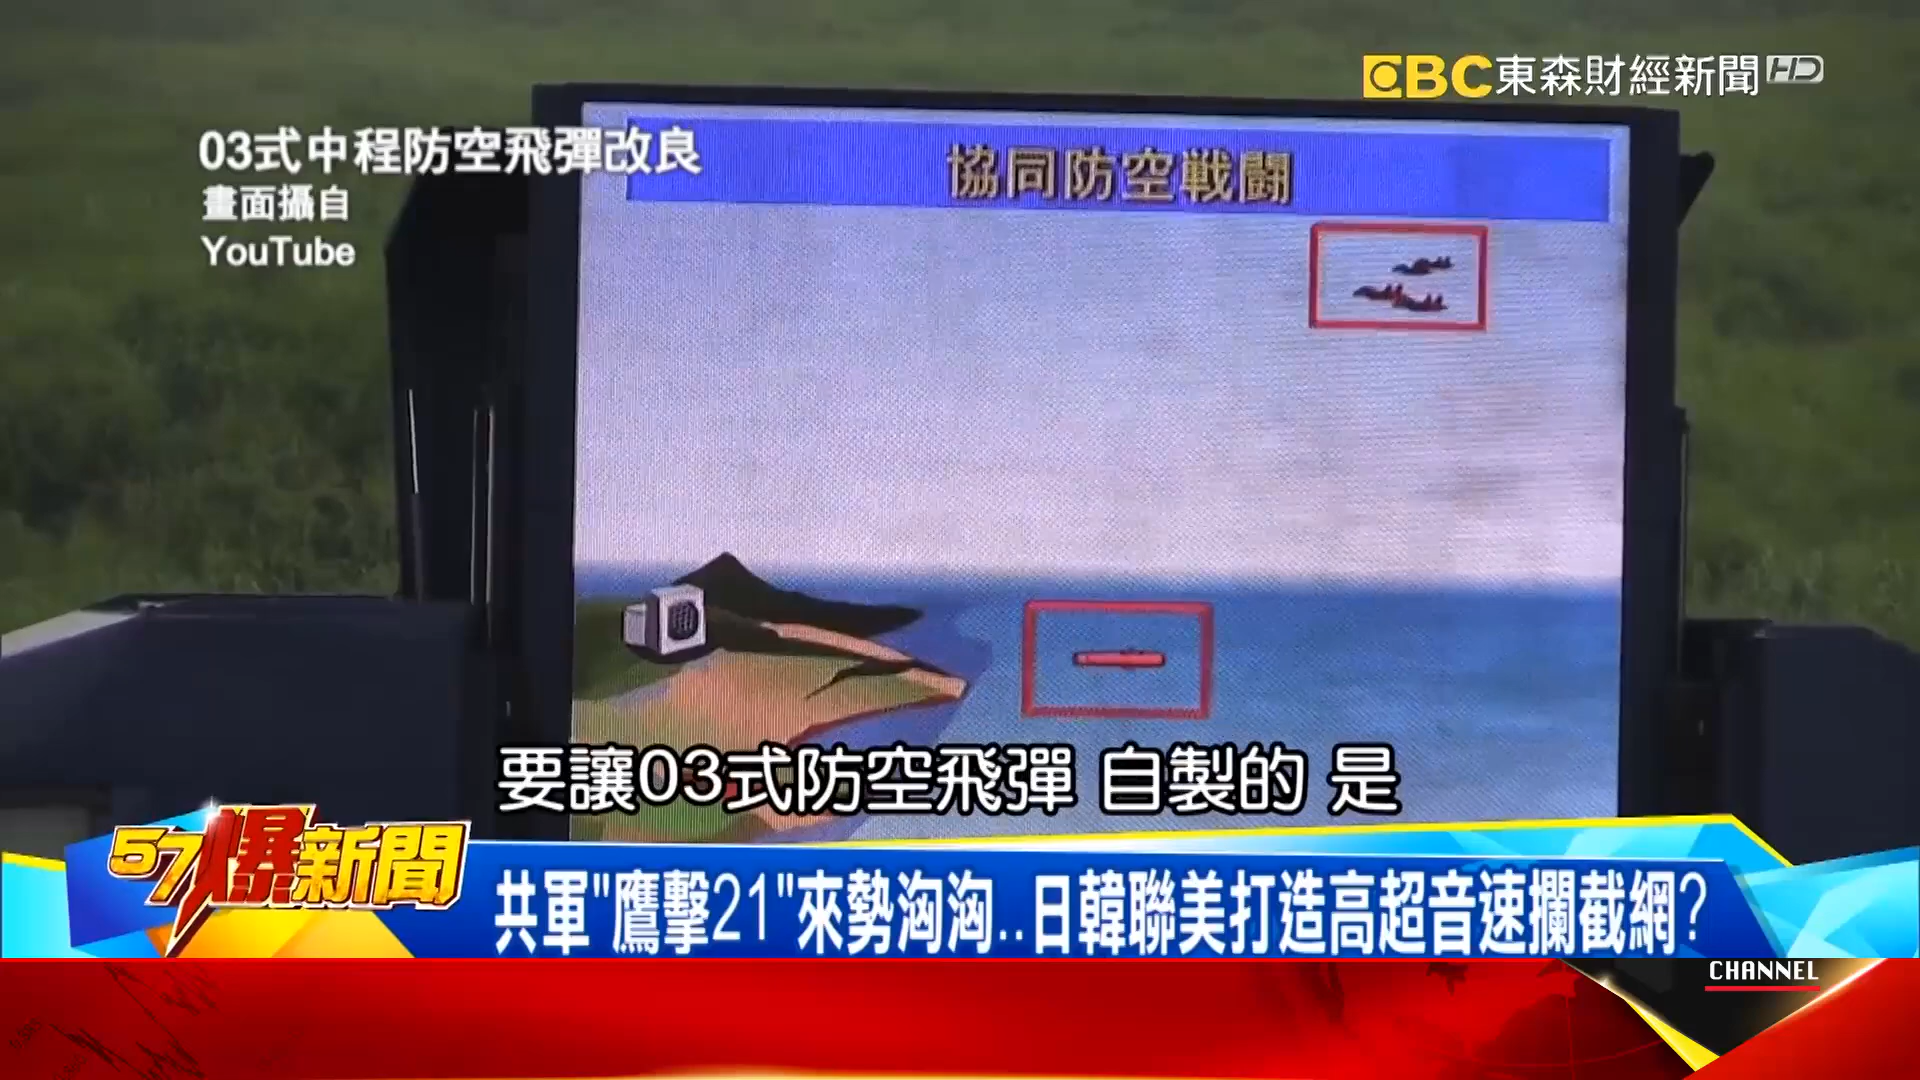 EBC東森財經新聞HD
03式中程防空飛彈改良
畫面攝自
YouTube
協同防空戦闘
要讓03式防空飛彈 自製的 是
57爆新聞
共軍"鷹擊21"來勢洶洶..日韓聯美打造高超音速攔截網?
CHANNEL